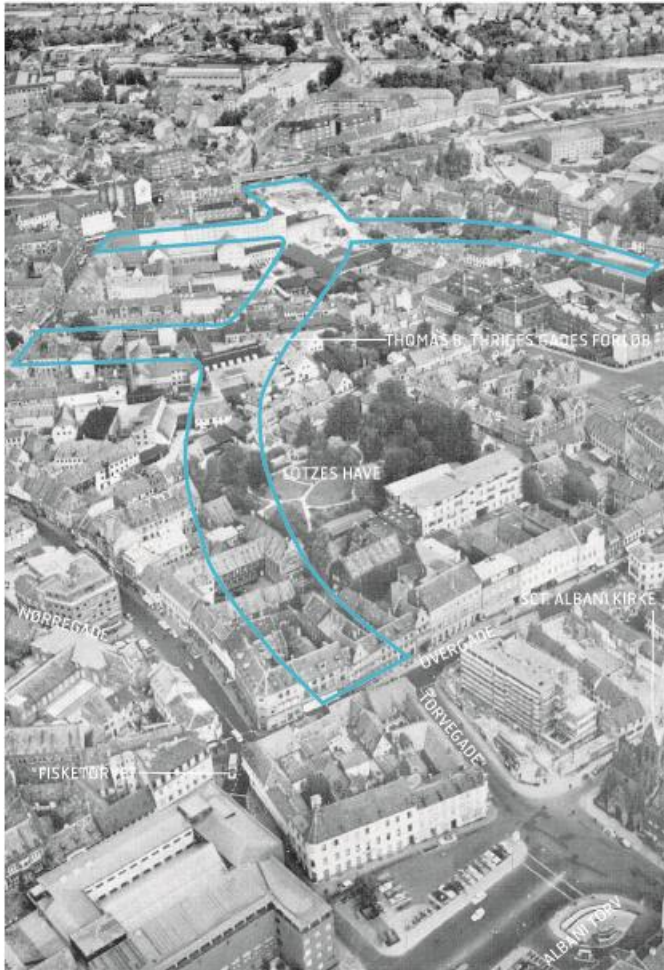 THOMAS B. THRIGES GADES FORLØB
LOTZES HAVE
SCT. ALBANI KIRKE
NØRREGADE
OVERGADE
TORVEGADE
FISKETORVET
ALBANI TORV